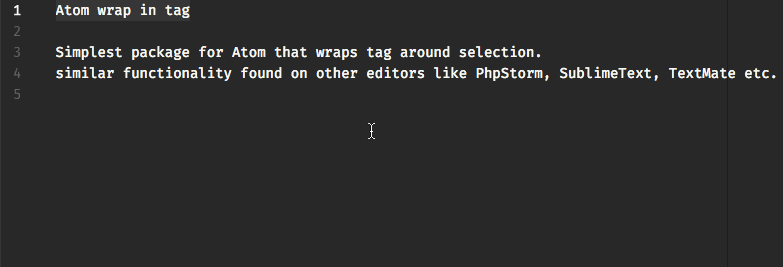 1 Atom wrap in tag
2
3 Simplest package for Atom that wraps tag around selection.
4 similar functionality found on other editors like PhpStorm, SublimeText, TextMate etc.
5